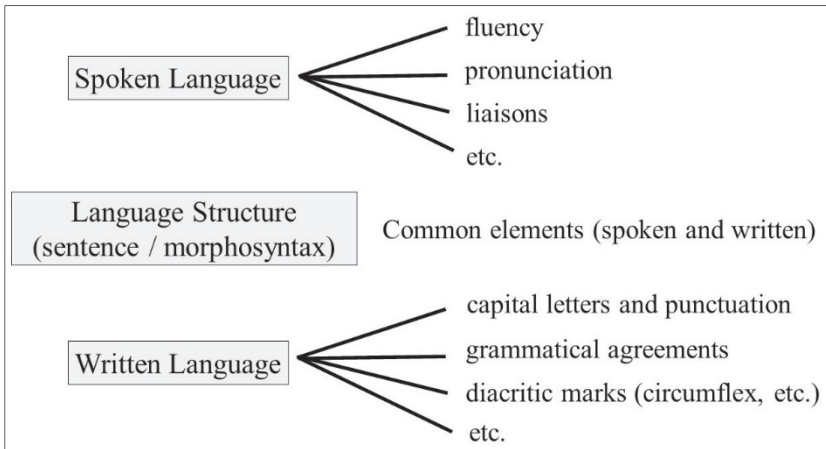 fluency
Spoken Language
pronunciation
liaisons
etc.
Language Structure
(sentence / morphosyntax)
Common elements (spoken and written)
capital letters and punctuation
grammatical agreements
Written Language
diacritic marks (circumflex, etc.)
etc.